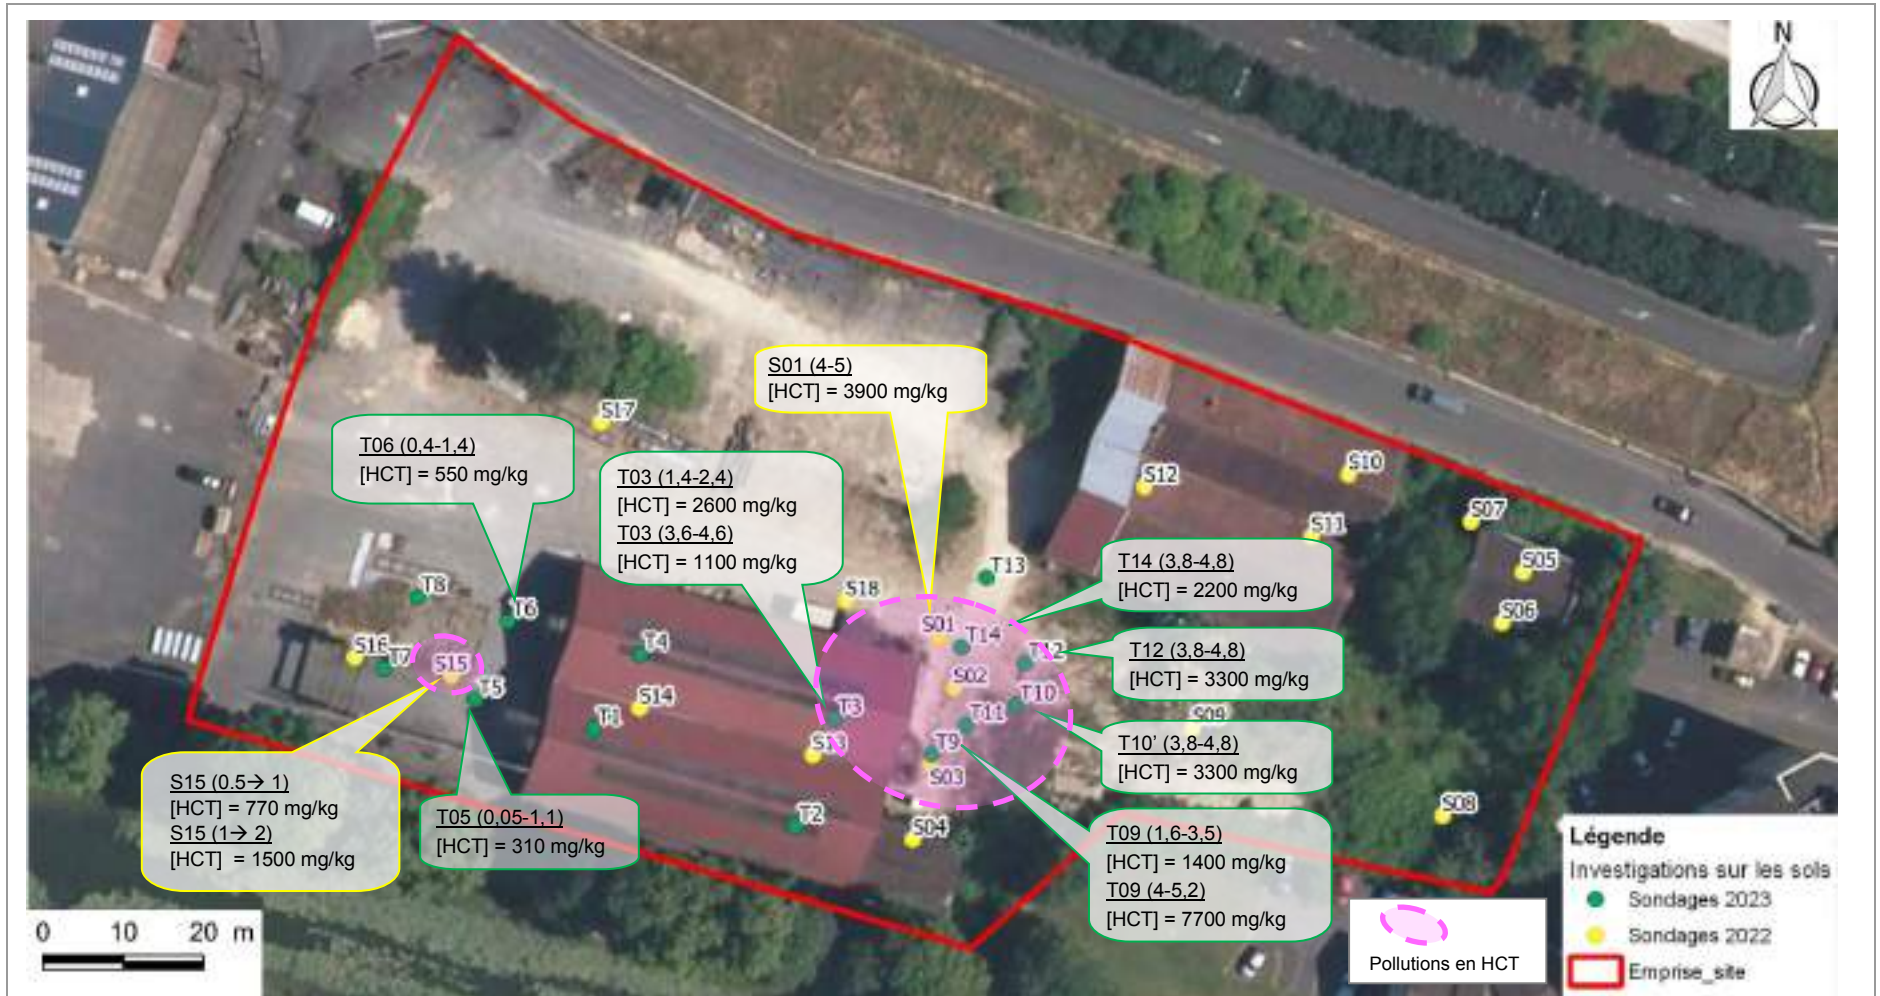 N
S01 (4-5)
[HCT] = 3900 mg/kg
S17
T06 (0,4-1,4)
[HCT] = 550 mg/kg
T03 (1,4-2,4)
[HCT] = 2600 mg/kg
T03 (3,6-4,6)
[HCT] = 1100 mg/kg
S12
S10
S07
S11
S05
S06
T13
T14 (3,8-4,8)
[HCT] = 2200 mg/kg
S18
T8
T6
S01
T14
T12
T12 (3,8-4,8)
[HCT] = 3300 mg/kg
S16
T7
S15
T5
T4
S02
S14
T1
T3
T10
T11
S09
S13
T9
S03
T10’ (3,8-4,8)
[HCT] = 3300 mg/kg
S15 (0.5→ 1)
[HCT] = 770 mg/kg
S15 (1→ 2)
[HCT] = 1500 mg/kg
T05 (0,05-1,1)
[HCT] = 310 mg/kg
T2
S04
S08
T09 (1,6-3,5)
[HCT] = 1400 mg/kg
T09 (4-5,2)
[HCT] = 7700 mg/kg
Légende
Investigations sur les sols
Sondages 2023
Sondages 2022
Emprise_site
Pollutions en HCT
0 10 20 m